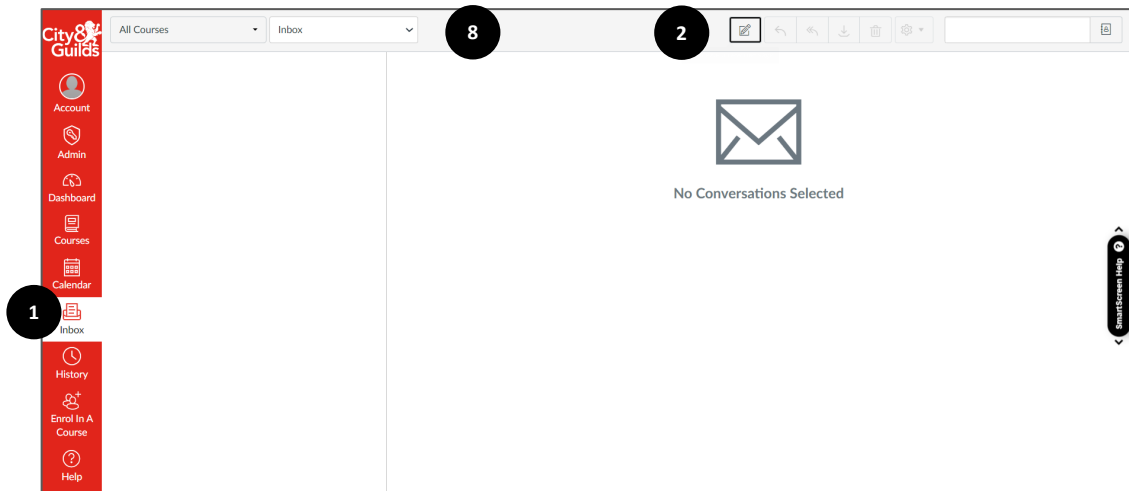 City&
Guilds
All Courses
Inbox
8
2
Account
Admin
Dashboard
Courses
Calendar
1
Inbox
History
Enrol In A
Course
Help
No Conversations Selected
SmartScreen Help